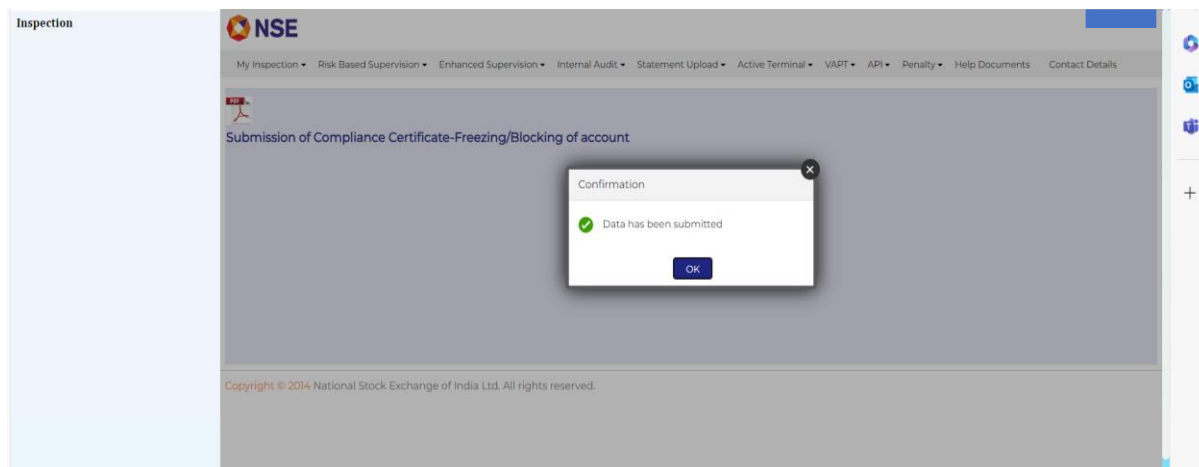 Inspection
NSE
My Inspection Risk Based Supervision Enhanced Supervision Internal Audit Statement Upload Active Terminal VAPT API Penalty Help Documents Contact Details
PDF
Submission of Compliance Certificate-Freezing/Blocking of account
Confirmation
Data has been submitted
OK
Copyright © 2014 National Stock Exchange of India Ltd. All rights reserved.